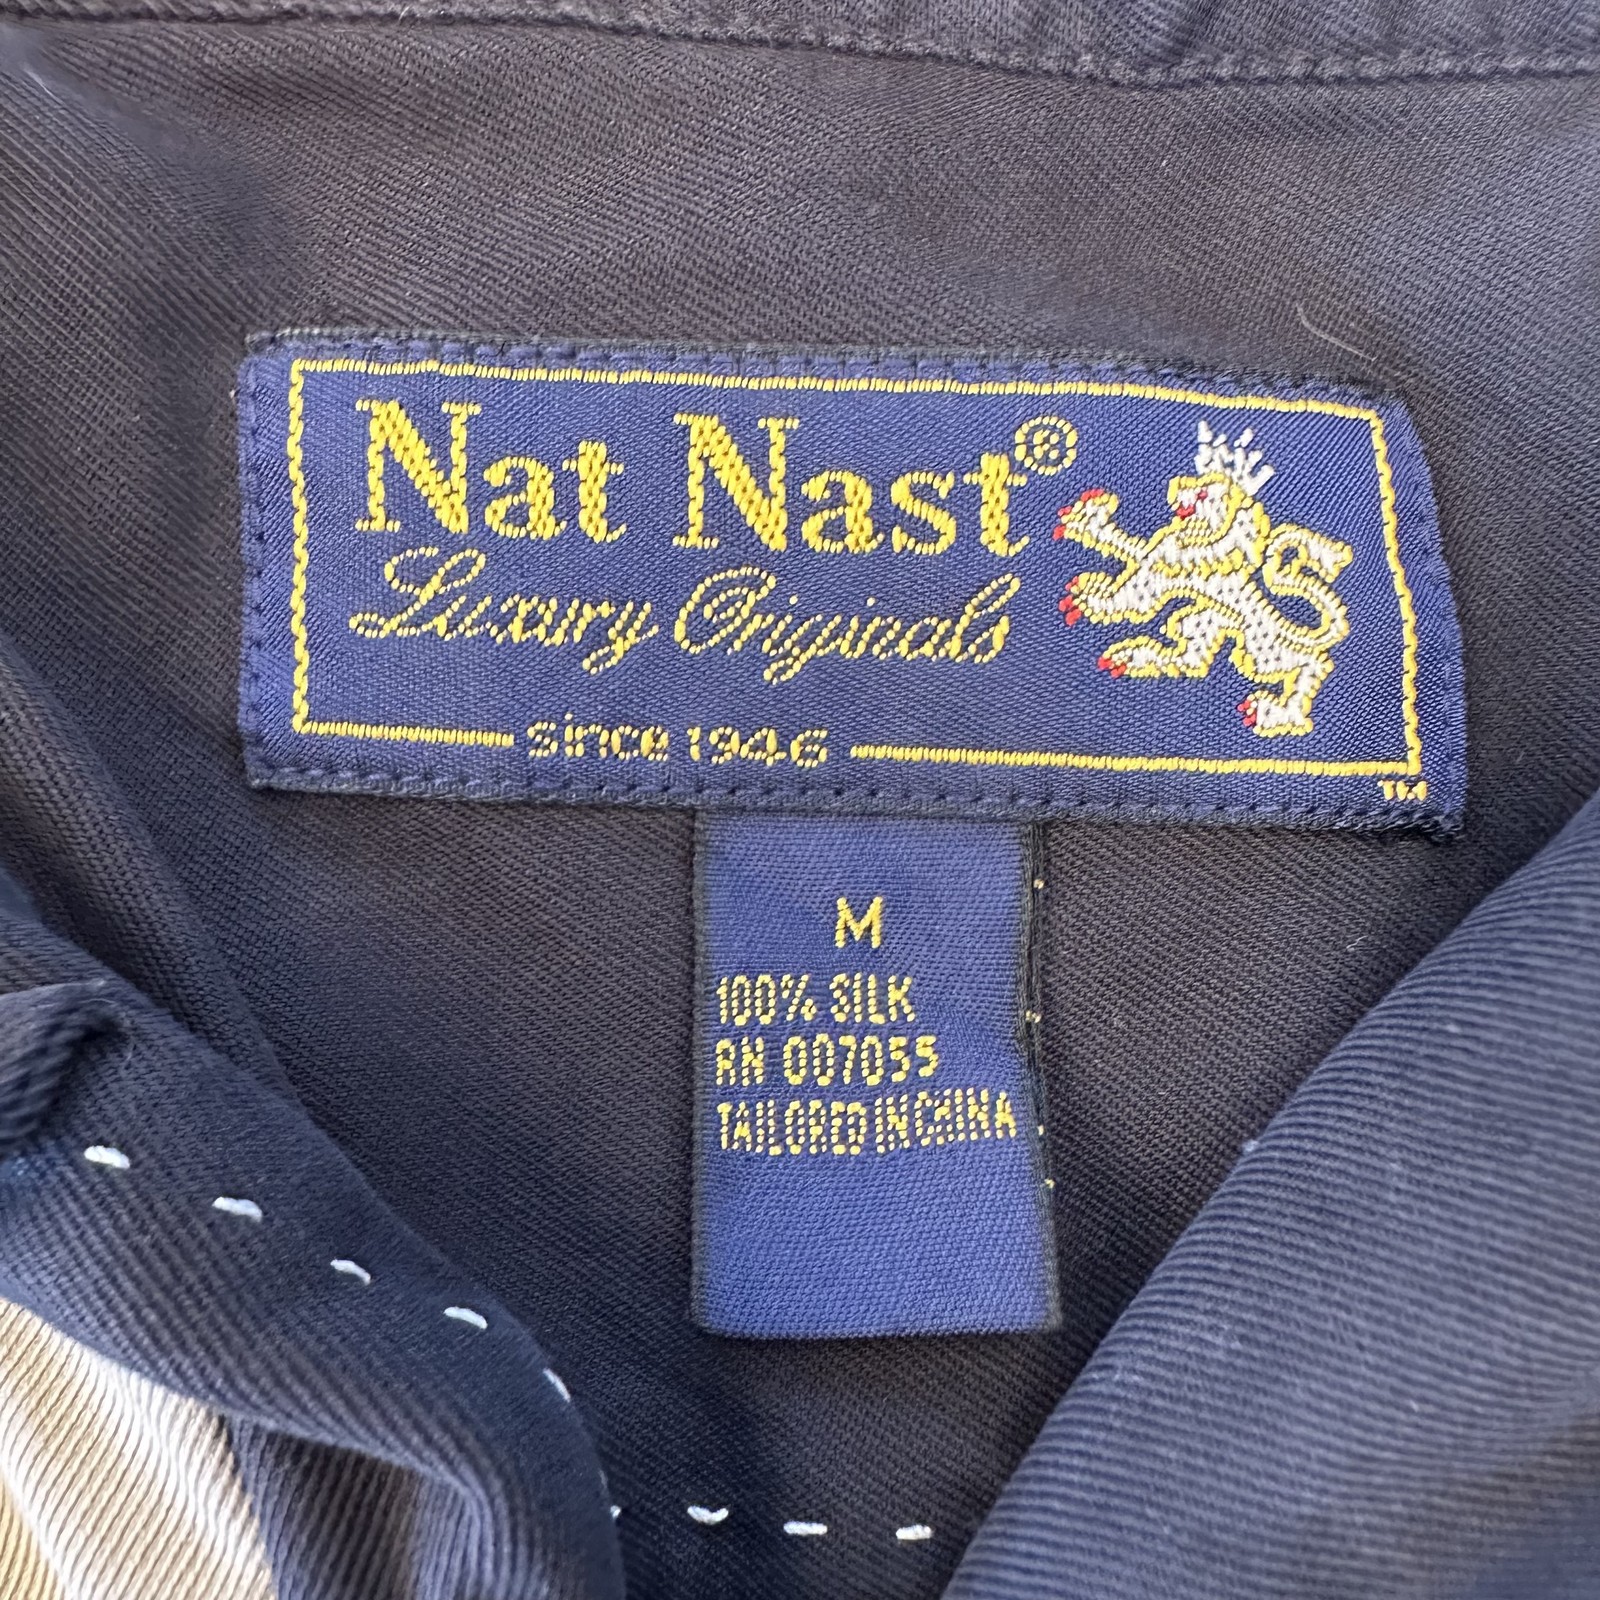 Nat Nast®
Luxury Originals
since 1946
TM
M
100% SILK
RN 007055
TAILORED IN CHINA